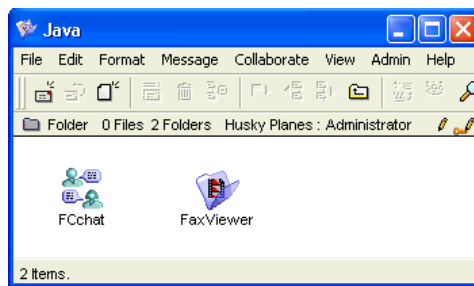 Java
File Edit Format Message Collaborate View Admin Help
Folder 0 Files 2 Folders Husky Planes : Administrator
FCchat FaxViewer
2 Items.